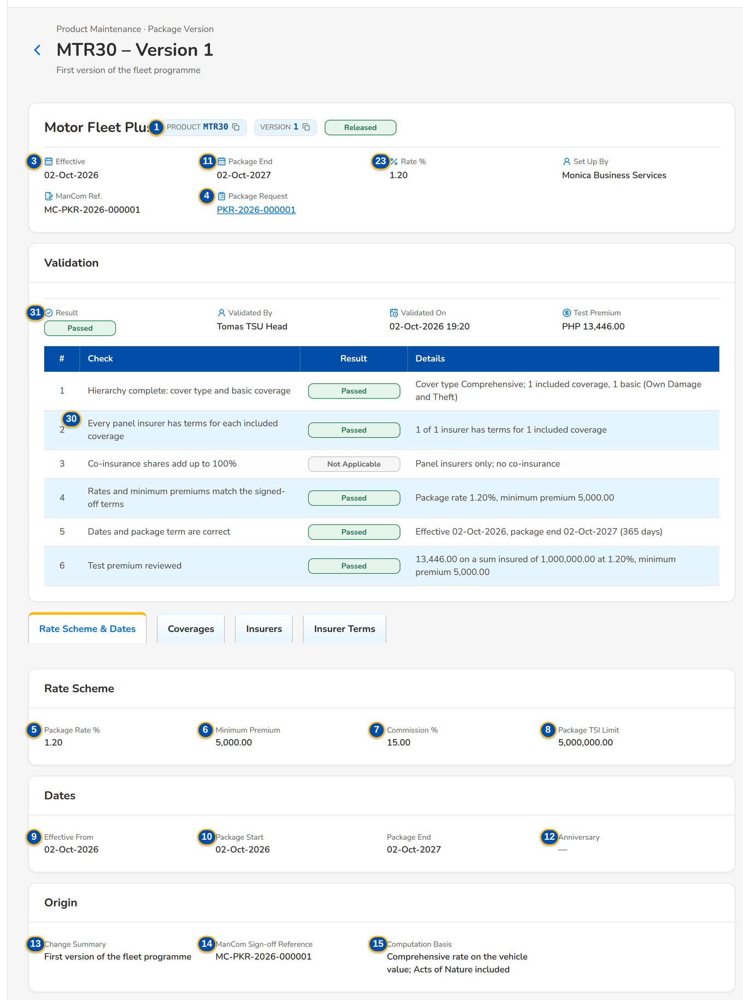 Product Maintenance · Package Version
MTR30 – Version 1
First version of the fleet programme
Motor Fleet Plus 1 PRODUCT MTR30 VERSION 1 Released
3 Effective 11 Package End 23 Rate % Set Up By
02-Oct-2026 02-Oct-2027 1.20 Monica Business Services
ManCom Ref. 4 Package Request
MC-PKR-2026-000001 PKR-2026-000001
Validation
31 Result Validated By Validated On Test Premium
Passed Tomas TSU Head 02-Oct-2026 19:20 PHP 13,446.00
# Check Result Details
1 Hierarchy complete: cover type and basic coverage Passed Cover type Comprehensive; 1 included coverage, 1 basic (Own Damage
and Theft)
30
2 Every panel insurer has terms for each included
coverage Passed 1 of 1 insurer has terms for 1 included coverage
3 Co-insurance shares add up to 100% Not Applicable Panel insurers only; no co-insurance
4 Rates and minimum premiums match the signed-
off terms Passed Package rate 1.20%, minimum premium 5,000.00
5 Dates and package term are correct Passed Effective 02-Oct-2026, package end 02-Oct-2027 (365 days)
6 Test premium reviewed Passed 13,446.00 on a sum insured of 1,000,000.00 at 1.20%, minimum
premium 5,000.00
Rate Scheme & Dates Coverages Insurers Insurer Terms
Rate Scheme
5 Package Rate % 6 Minimum Premium 7 Commission % 8 Package TSI Limit
1.20 5,000.00 15.00 5,000,000.00
Dates
9 Effective From 10 Package Start Package End 12 Anniversary
02-Oct-2026 02-Oct-2026 02-Oct-2027 —
Origin
13 Change Summary 14 ManCom Sign-off Reference 15 Computation Basis
First version of the fleet programme MC-PKR-2026-000001 Comprehensive rate on the vehicle
value; Acts of Nature included